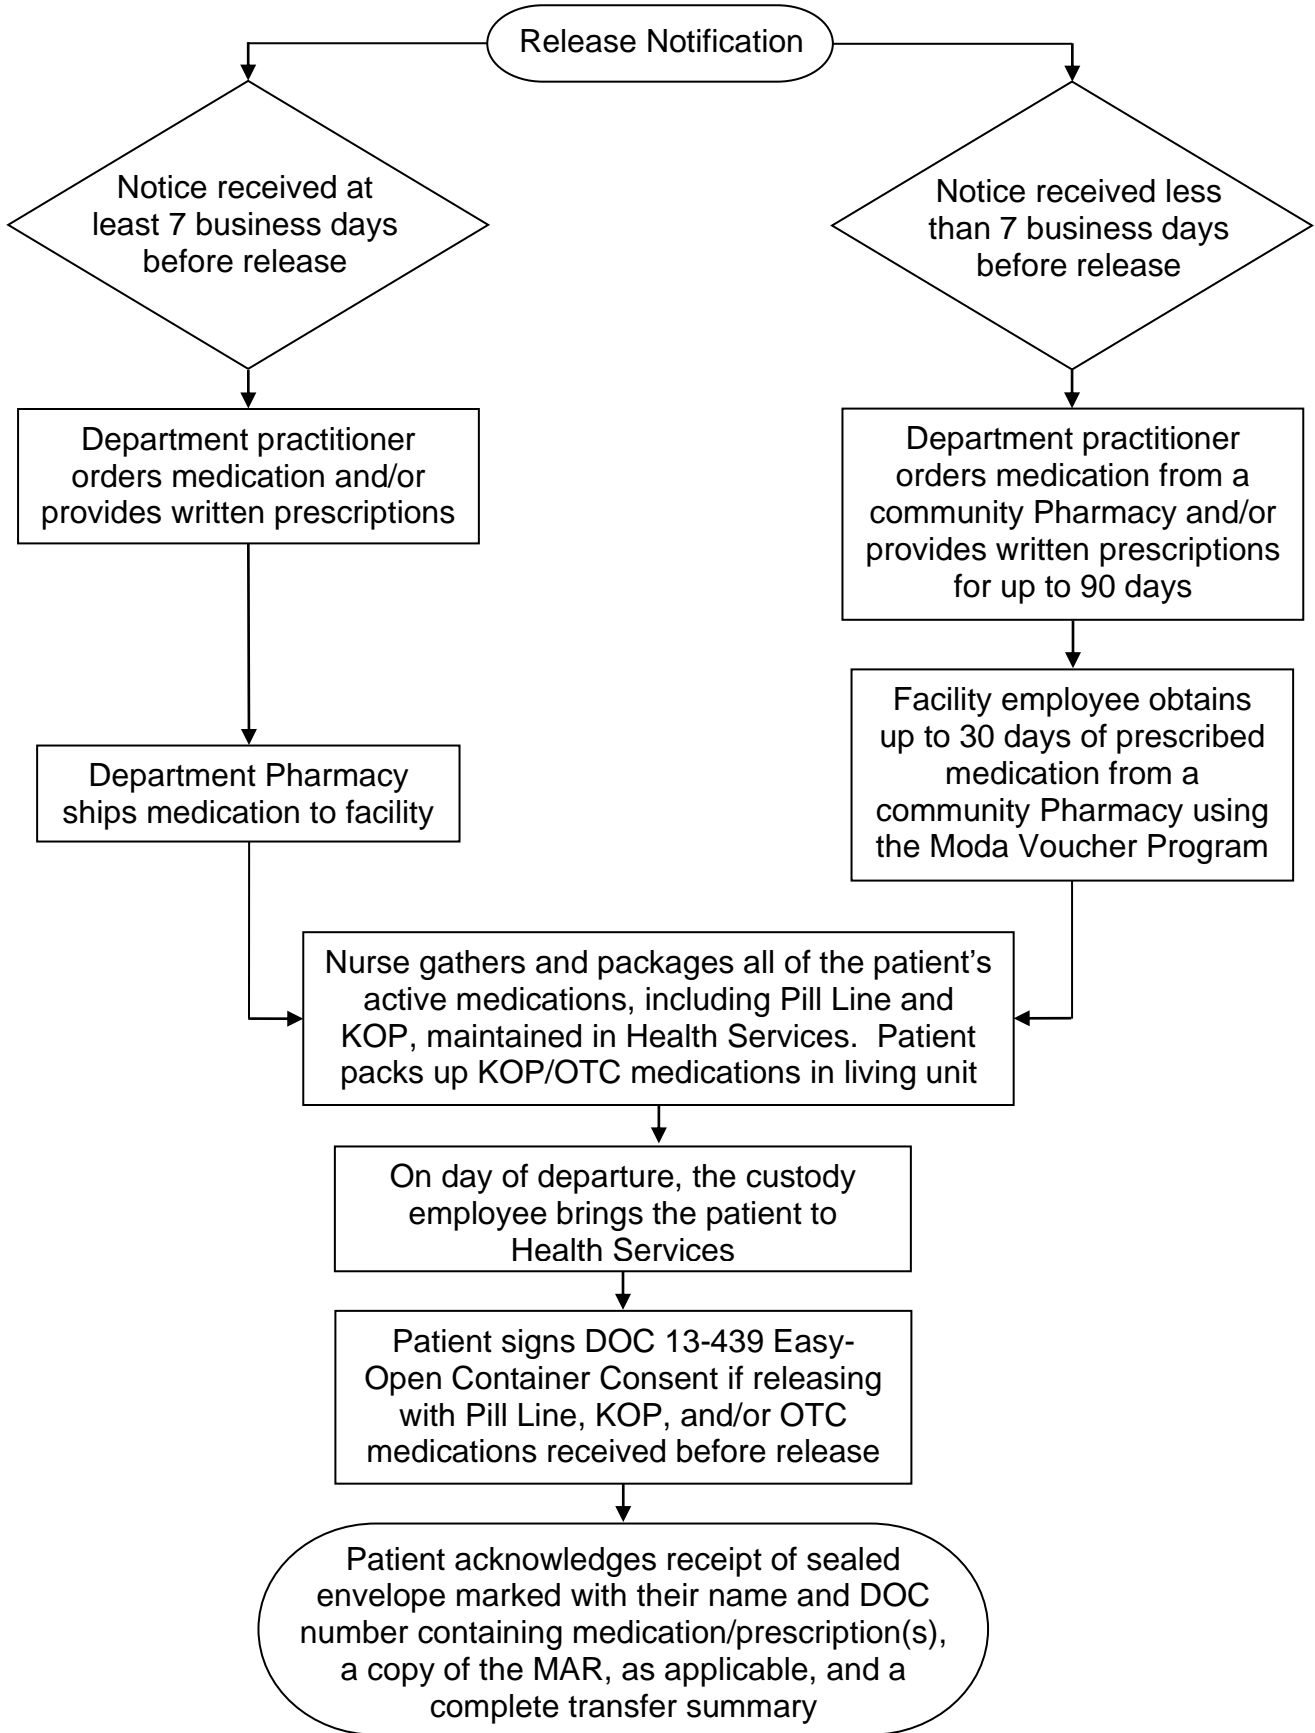 Release Notification
Notice received at
least 7 business days
before release
Notice received less
than 7 business days
before release
Department practitioner
orders medication and/or
provides written prescriptions
Department practitioner
orders medication from a
community Pharmacy and/or
provides written prescriptions
for up to 90 days
Department Pharmacy
ships medication to facility
Facility employee obtains
up to 30 days of prescribed
medication from a
community Pharmacy using
the Moda Voucher Program
Nurse gathers and packages all of the patient’s
active medications, including Pill Line and
KOP, maintained in Health Services.  Patient
packs up KOP/OTC medications in living unit
On day of departure, the custody
employee brings the patient to
Health Services
Patient signs DOC 13-439 Easy-
Open Container Consent if releasing
with Pill Line, KOP, and/or OTC
medications received before release
Patient acknowledges receipt of sealed
envelope marked with their name and DOC
number containing medication/prescription(s),
a copy of the MAR, as applicable, and a
complete transfer summary